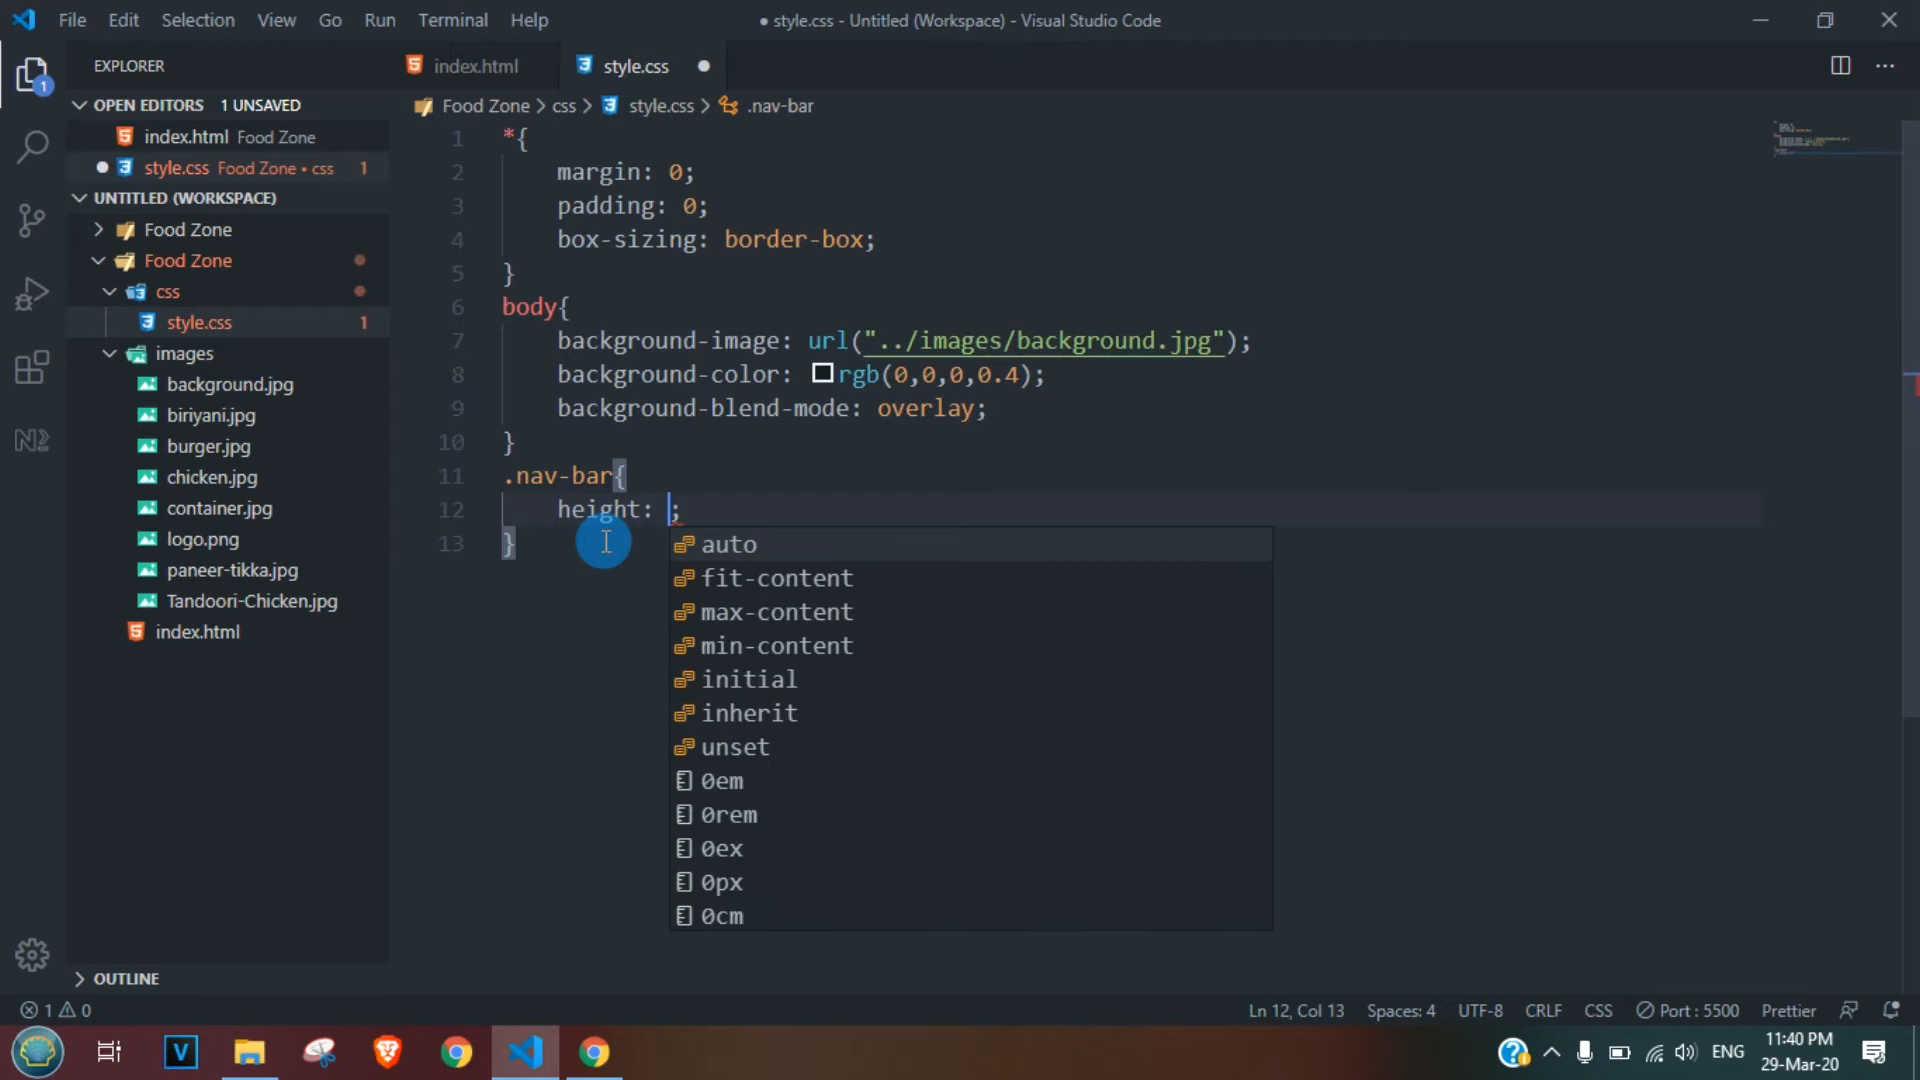 File Edit Selection View Go Run Terminal Help
● style.css - Untitled (Workspace) - Visual Studio Code
EXPLORER
index.html
style.css
1
OPEN EDITORS 1 UNSAVED
index.html Food Zone
style.css Food Zone • css 1
UNTITLED (WORKSPACE)
Food Zone
Food Zone
css
style.css 1
images
background.jpg
biriyani.jpg
burger.jpg
chicken.jpg
container.jpg
logo.png
paneer-tikka.jpg
Tandoori-Chicken.jpg
index.html
OUTLINE
Food Zone > css > style.css > .nav-bar
1 *{
2 margin: 0;
3 padding: 0;
4 box-sizing: border-box;
5 }
6 body{
7 background-image: url("../images/background.jpg");
8 background-color: rgb(0,0,0,0.4);
9 background-blend-mode: overlay;
10 }
11 .nav-bar{
12 height: ;
13 }
auto
fit-content
max-content
min-content
initial
inherit
unset
0em
0rem
0ex
0px
0cm
1 0
Ln 12, Col 13 Spaces: 4 UTF-8 CRLF CSS Port : 5500 Prettier
V
ENG
11:40 PM
29-Mar-20